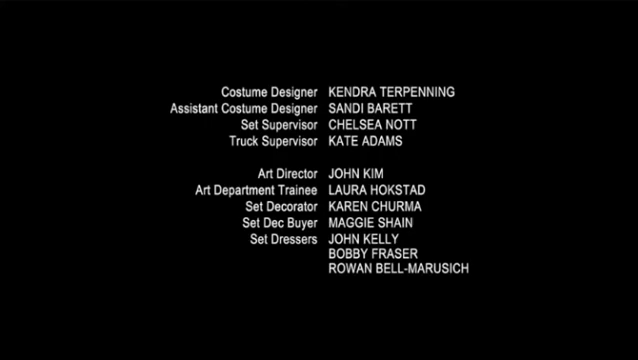 Costume Designer KENDRA TERPENNING
Assistant Costume Designer SANDI BARETT
Set Supervisor CHELSEA NOTT
Truck Supervisor KATE ADAMS
Art Director JOHN KIM
Art Department Trainee LAURA HOKSTAD
Set Decorator KAREN CHURMA
Set Dec Buyer MAGGIE SHAIN
Set Dressers JOHN KELLY
BOBBY FRASER
ROWAN BELL-MARUSICH